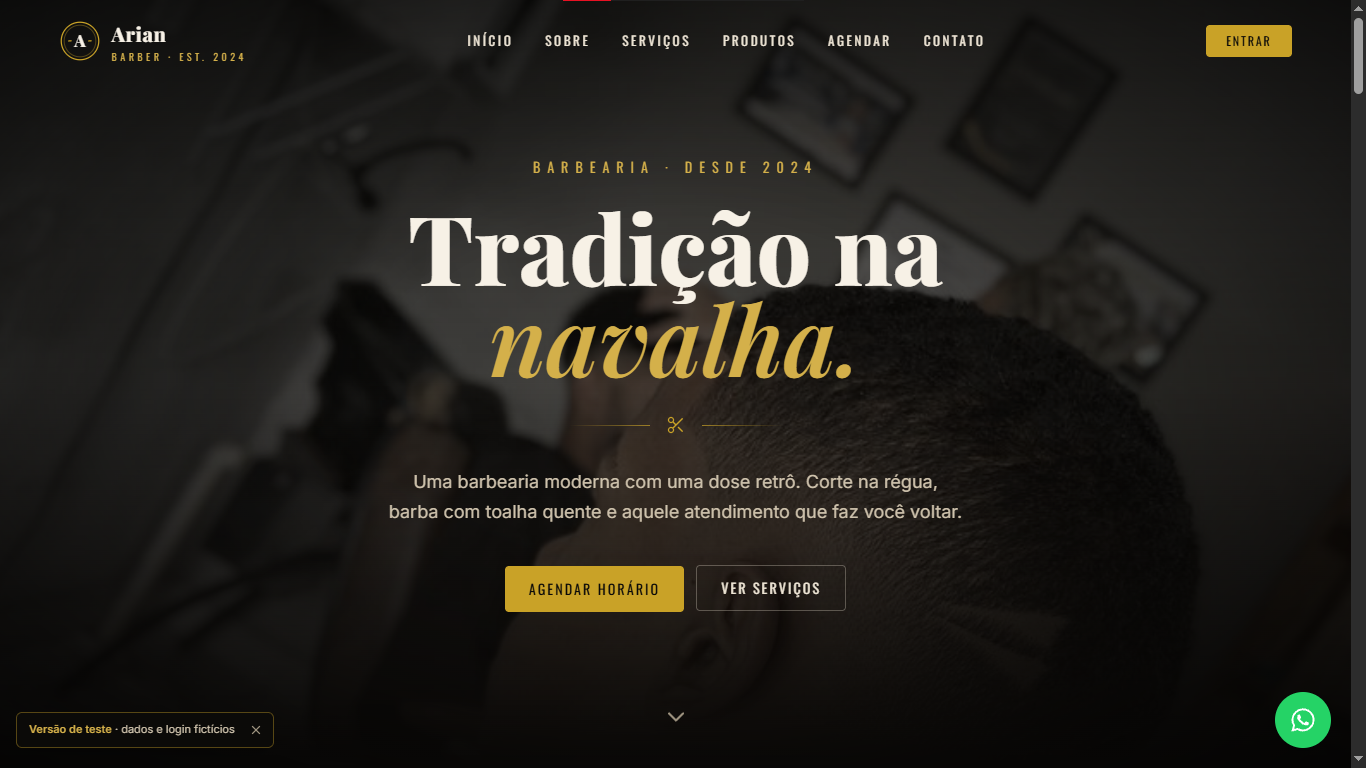 A
Arian
BARBER · EST. 2024
INÍCIO SOBRE SERVIÇOS PRODUTOS AGENDAR CONTATO
ENTRAR
BARBEARIA · DESDE 2024
Tradição na
navalha.
Uma barbearia moderna com uma dose retrô. Corte na régua,
barba com toalha quente e aquele atendimento que faz você voltar.
AGENDAR HORÁRIO
VER SERVIÇOS
Versão de teste · dados e login fictícios